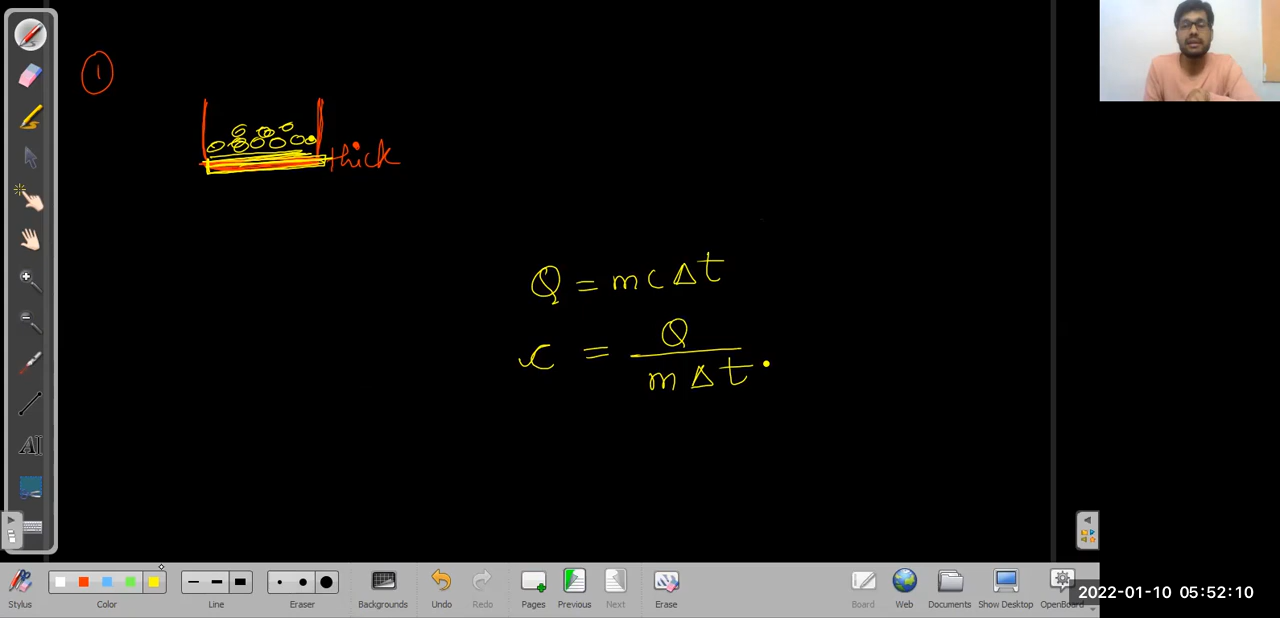 1
thick
Q = mcΔt
c = Q / mΔt
Stylus Color Line Eraser Backgrounds Undo Redo Pages Previous Next Erase Board Web Documents Show Desktop OpenBoard
2022-01-10 05:52:10